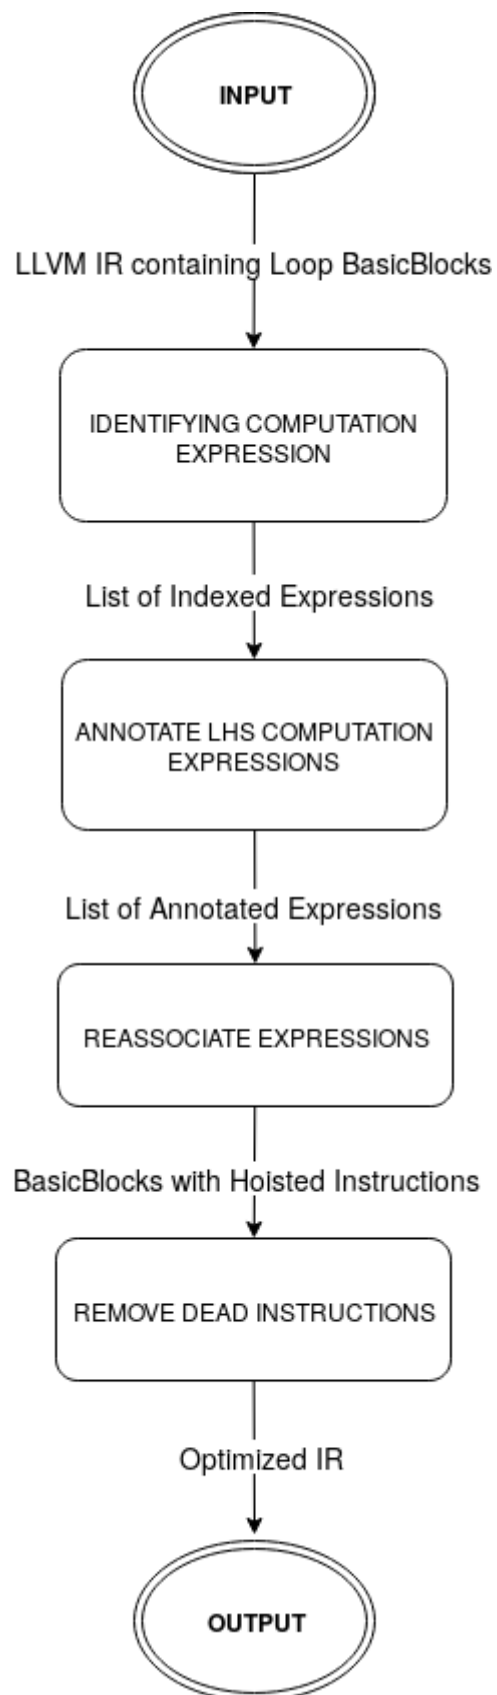 INPUT
LLVM IR containing Loop BasicBlocks
IDENTIFYING COMPUTATION
EXPRESSION
List of Indexed Expressions
ANNOTATE LHS COMPUTATION
EXPRESSIONS
List of Annotated Expressions
REASSOCIATE EXPRESSIONS
BasicBlocks with Hoisted Instructions
REMOVE DEAD INSTRUCTIONS
Optimized IR
OUTPUT